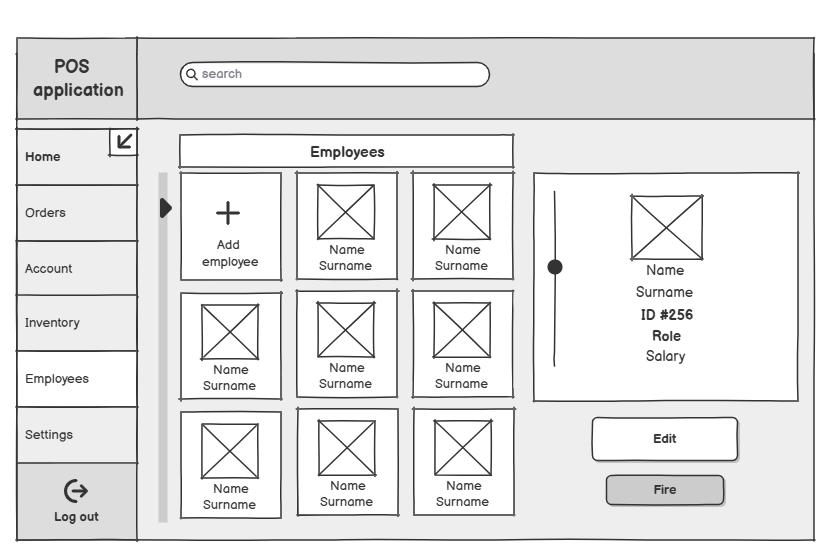 POS
application
search
Home
Orders
Account
Inventory
Employees
Settings
Log out
Employees
Add
employee
Name
Surname
Name
Surname
Name
Surname
Name
Surname
Name
Surname
Name
Surname
Name
Surname
Name
Surname
Name
Surname
ID #256
Role
Salary
Edit
Fire